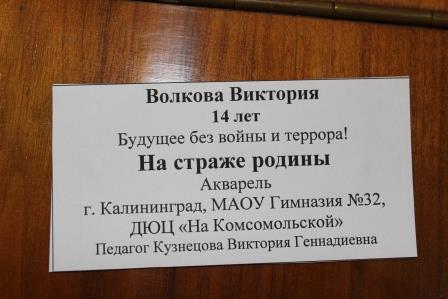 Волкова Виктория
14 лет
Будущее без войны и террора!
На страже родины
Акварель
г. Калининград, МАОУ Гимназия №32,
ДЮЦ «На Комсомольской»
Педагог Кузнецова Виктория Геннадиевна